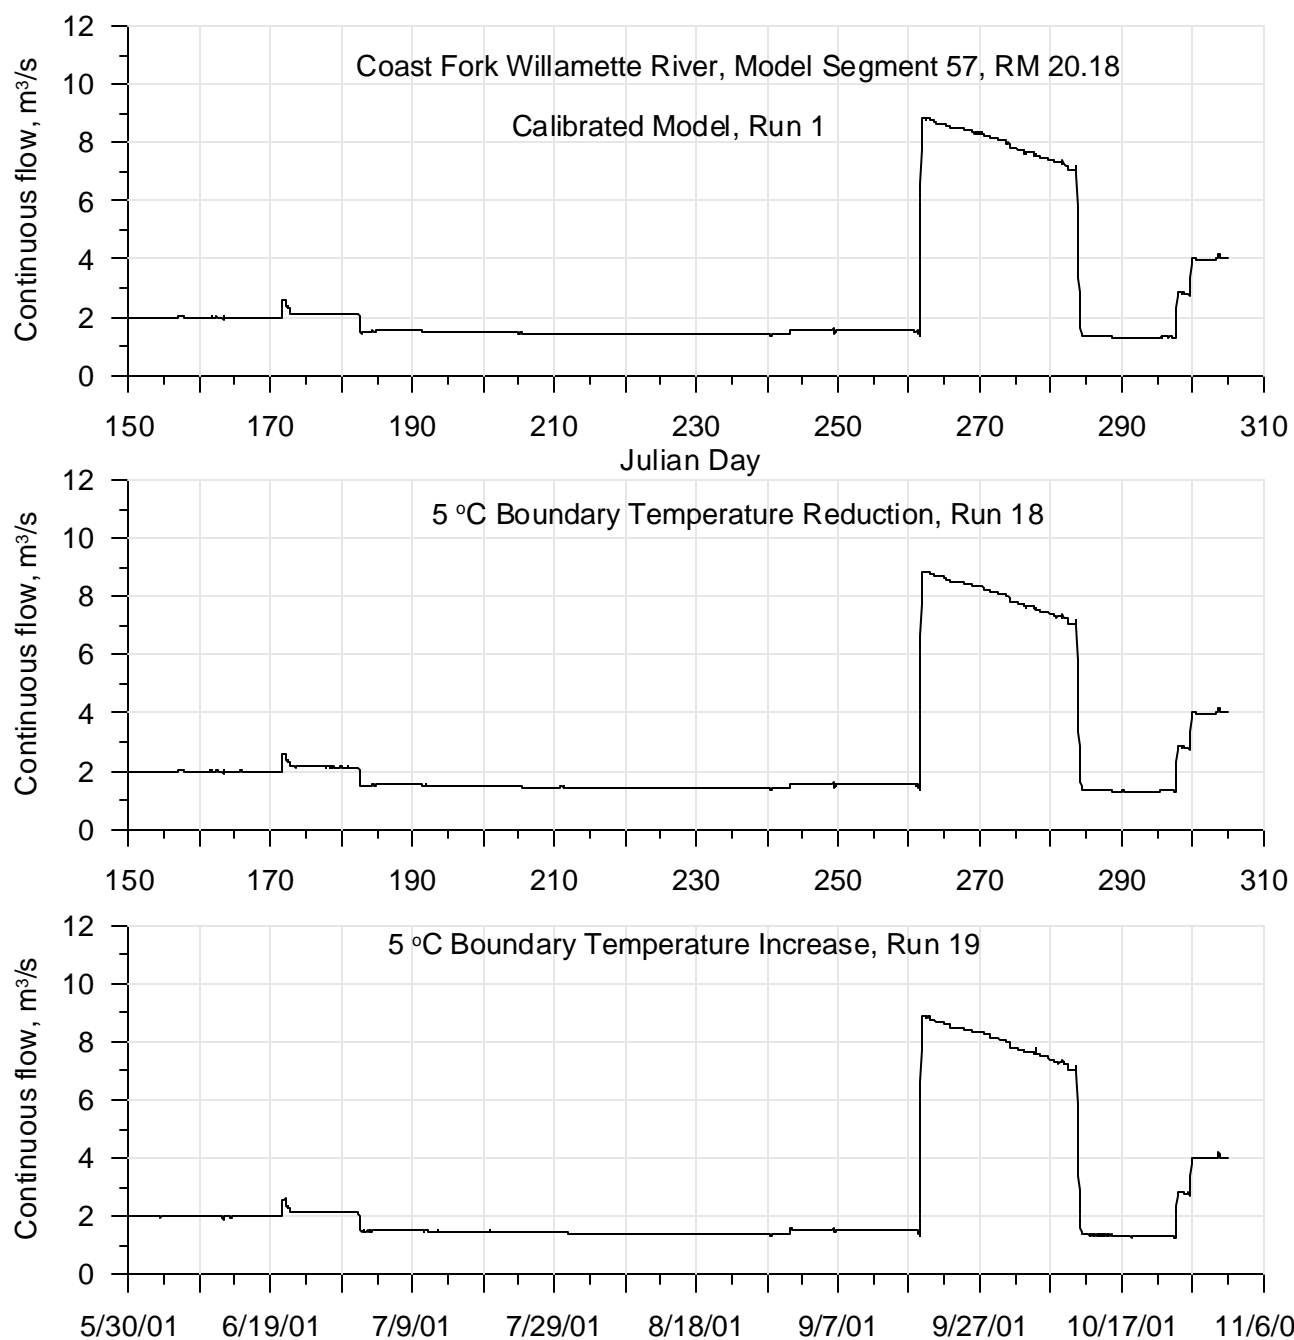 12
Coast Fork Willamette River, Model Segment 57, RM 20.18
10
Calibrated Model, Run 1
8
6
4
2
0
Continuous flow, m³/s
150 170 190 210 230 250 270 290 310
Julian Day
12
5 ºC Boundary Temperature Reduction, Run 18
10
8
6
4
2
0
Continuous flow, m³/s
150 170 190 210 230 250 270 290 310
12
5 ºC Boundary Temperature Increase, Run 19
10
8
6
4
2
0
Continuous flow, m³/s
5/30/01 6/19/01 7/9/01 7/29/01 8/18/01 9/7/01 9/27/01 10/17/01 11/6/0